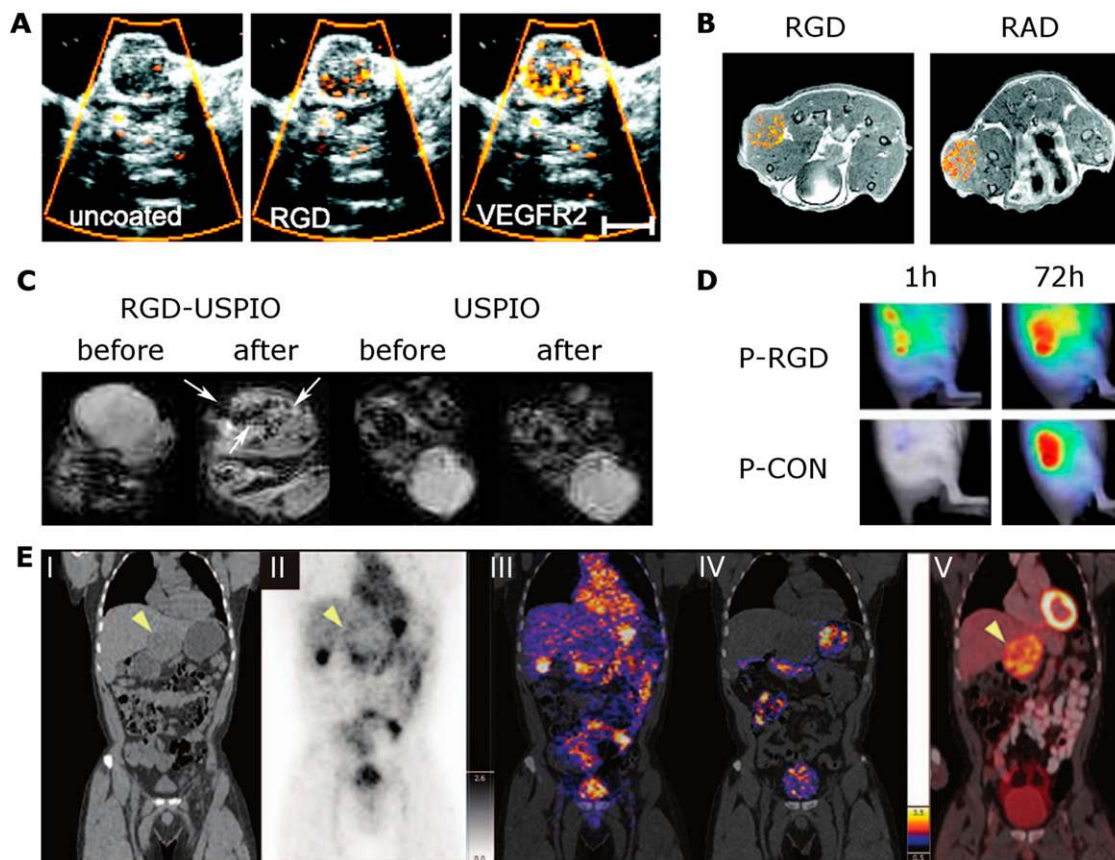 A
uncoated
RGD
VEGFR2
B
RGD RAD
C
RGD-USPIO USPIO
before after before after
D
1h 72h
P-RGD
P-CON
E
I
II
III
IV
V
2.6
0.0
3.5
0.5